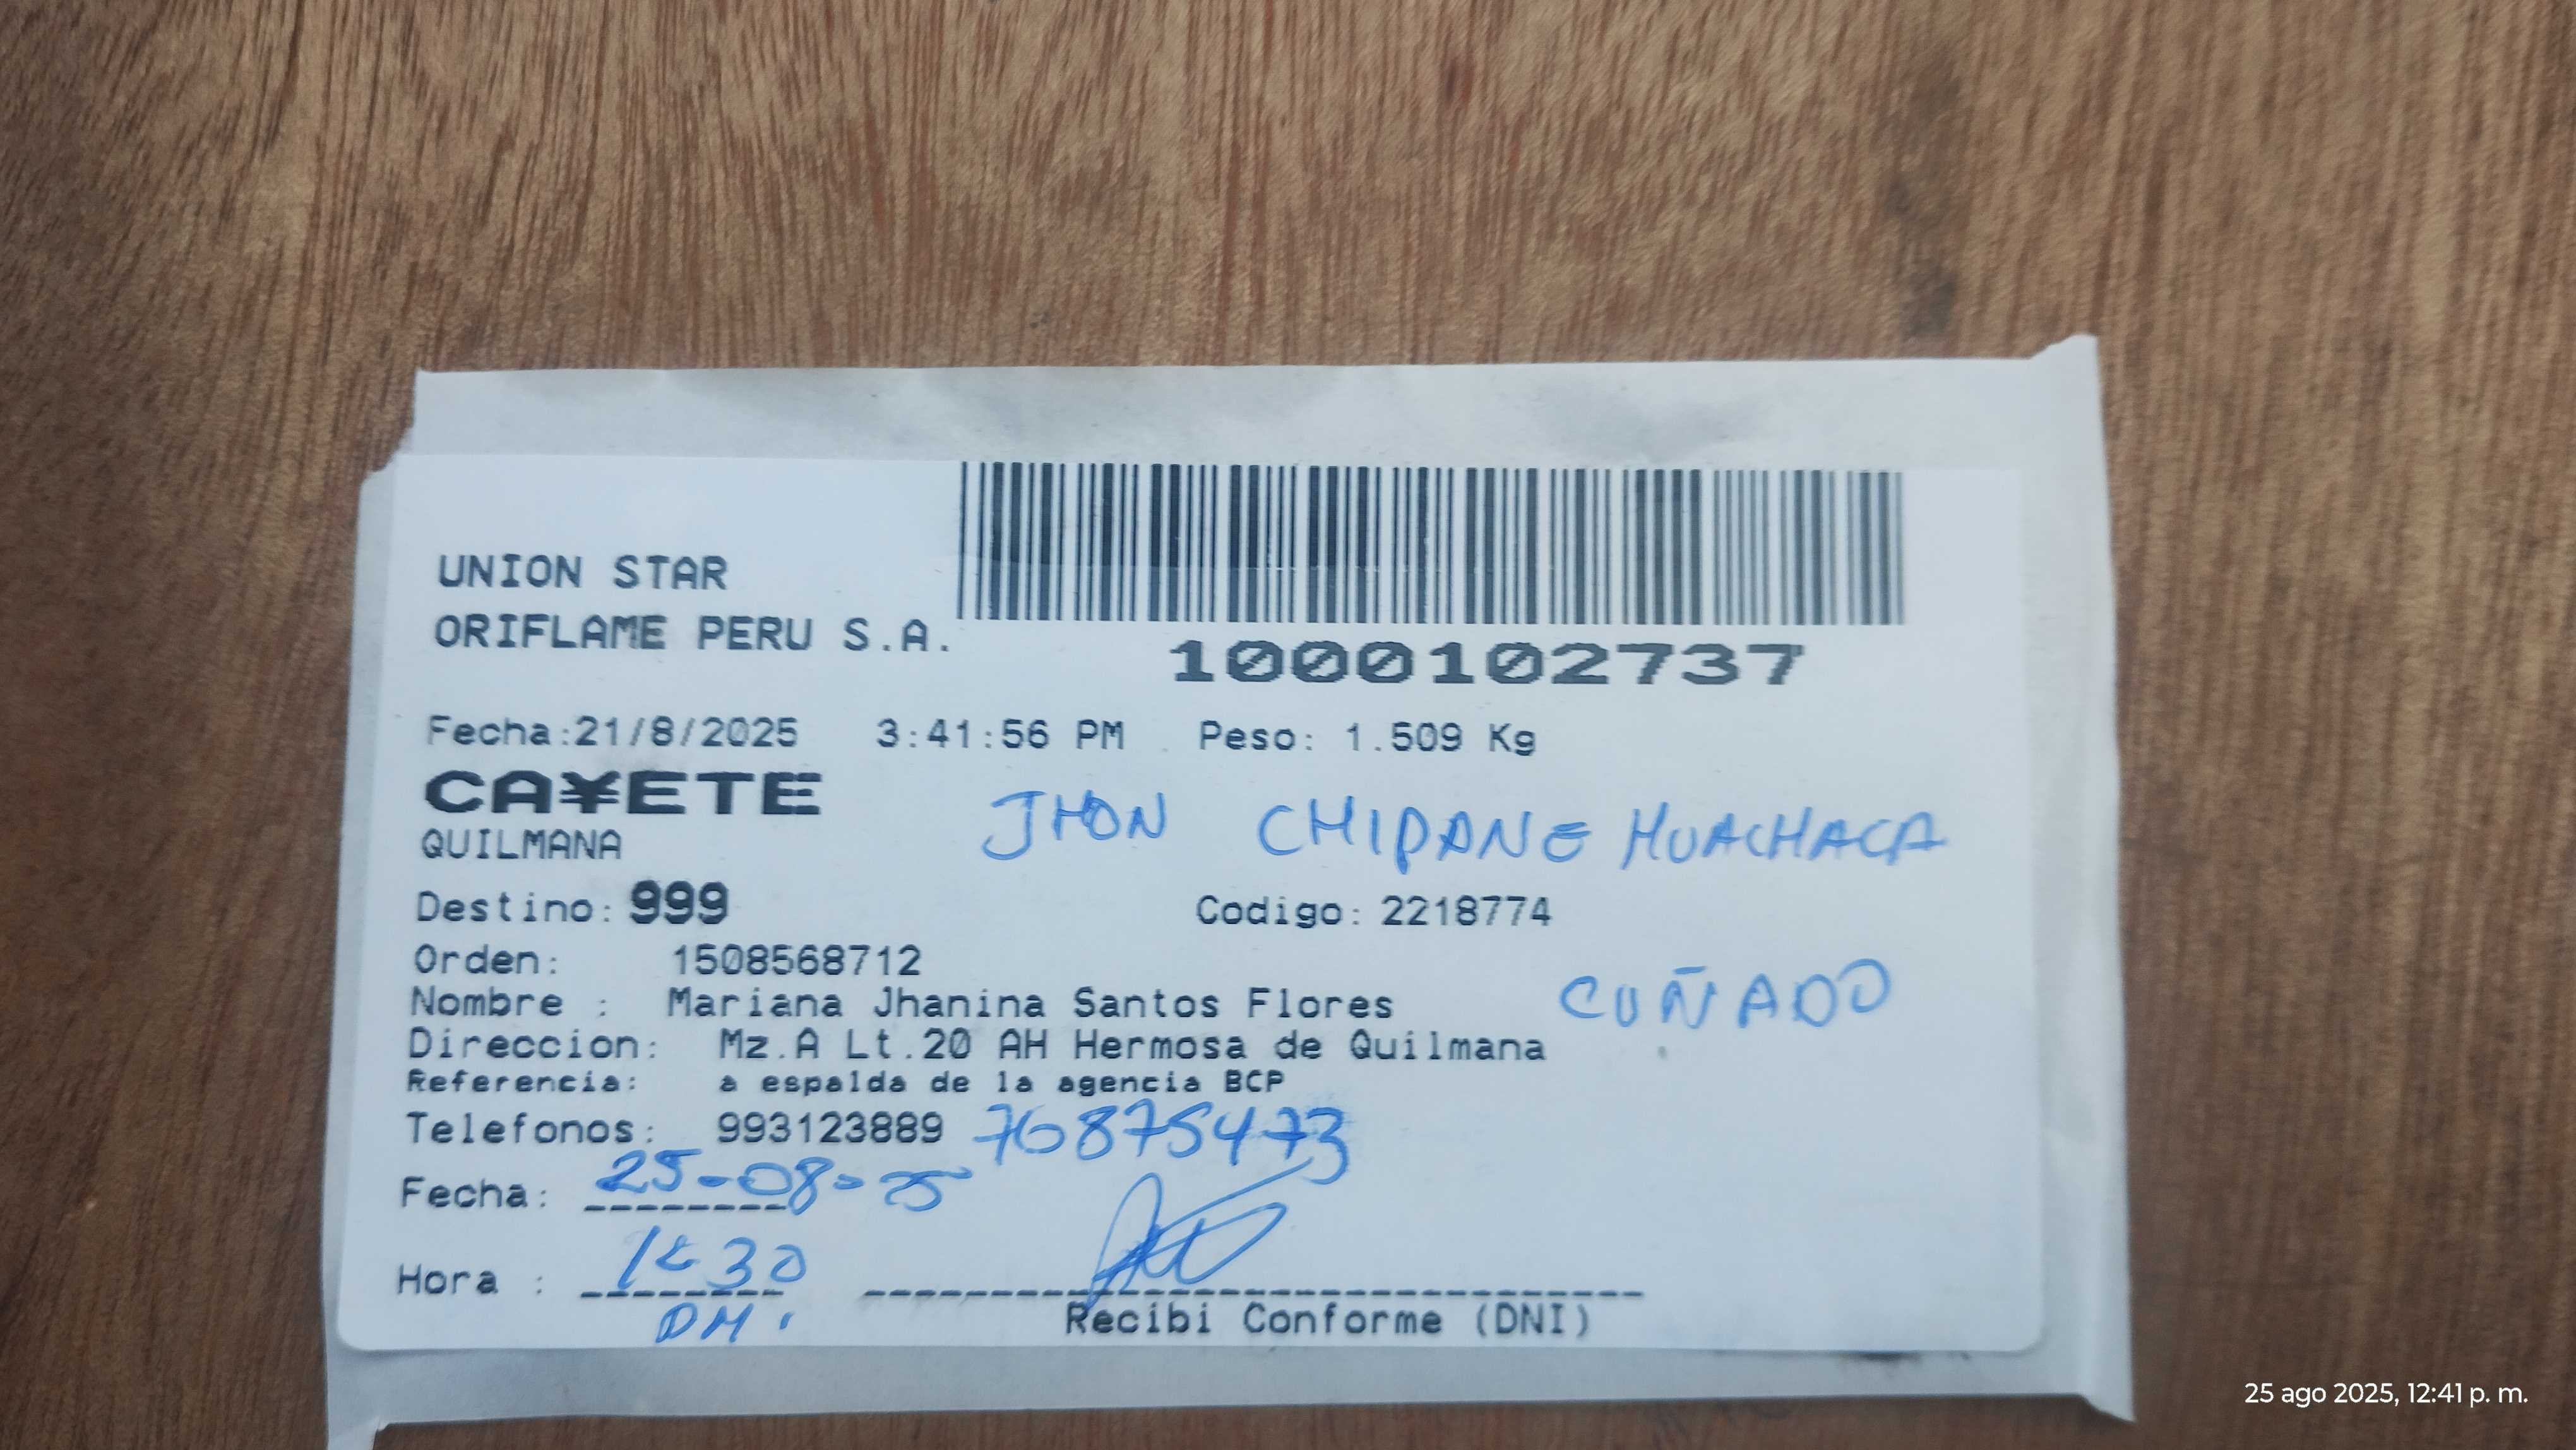 UNION STAR
ORIFLAME PERU S.A.
1000102737
Fecha:21/8/2025 3:41:56 PM Peso: 1.509 Kg
CA¥ETE
JHON CHIPANE HUACHACA
QUILMANA
Destino: 999 Codigo: 2218774
Orden: 1508568712
Nombre : Mariana Jhanina Santos Flores
CUÑADO
Direccion: Mz.A Lt.20 AH Hermosa de Quilmana
Referencia: a espalda de la agencia BCP
Telefonos: 993123889 76875473
Fecha: 25-08-25
Hora : 12 30
PM.
Recibi Conforme (DNI)
25 ago 2025, 12:41 p. m.